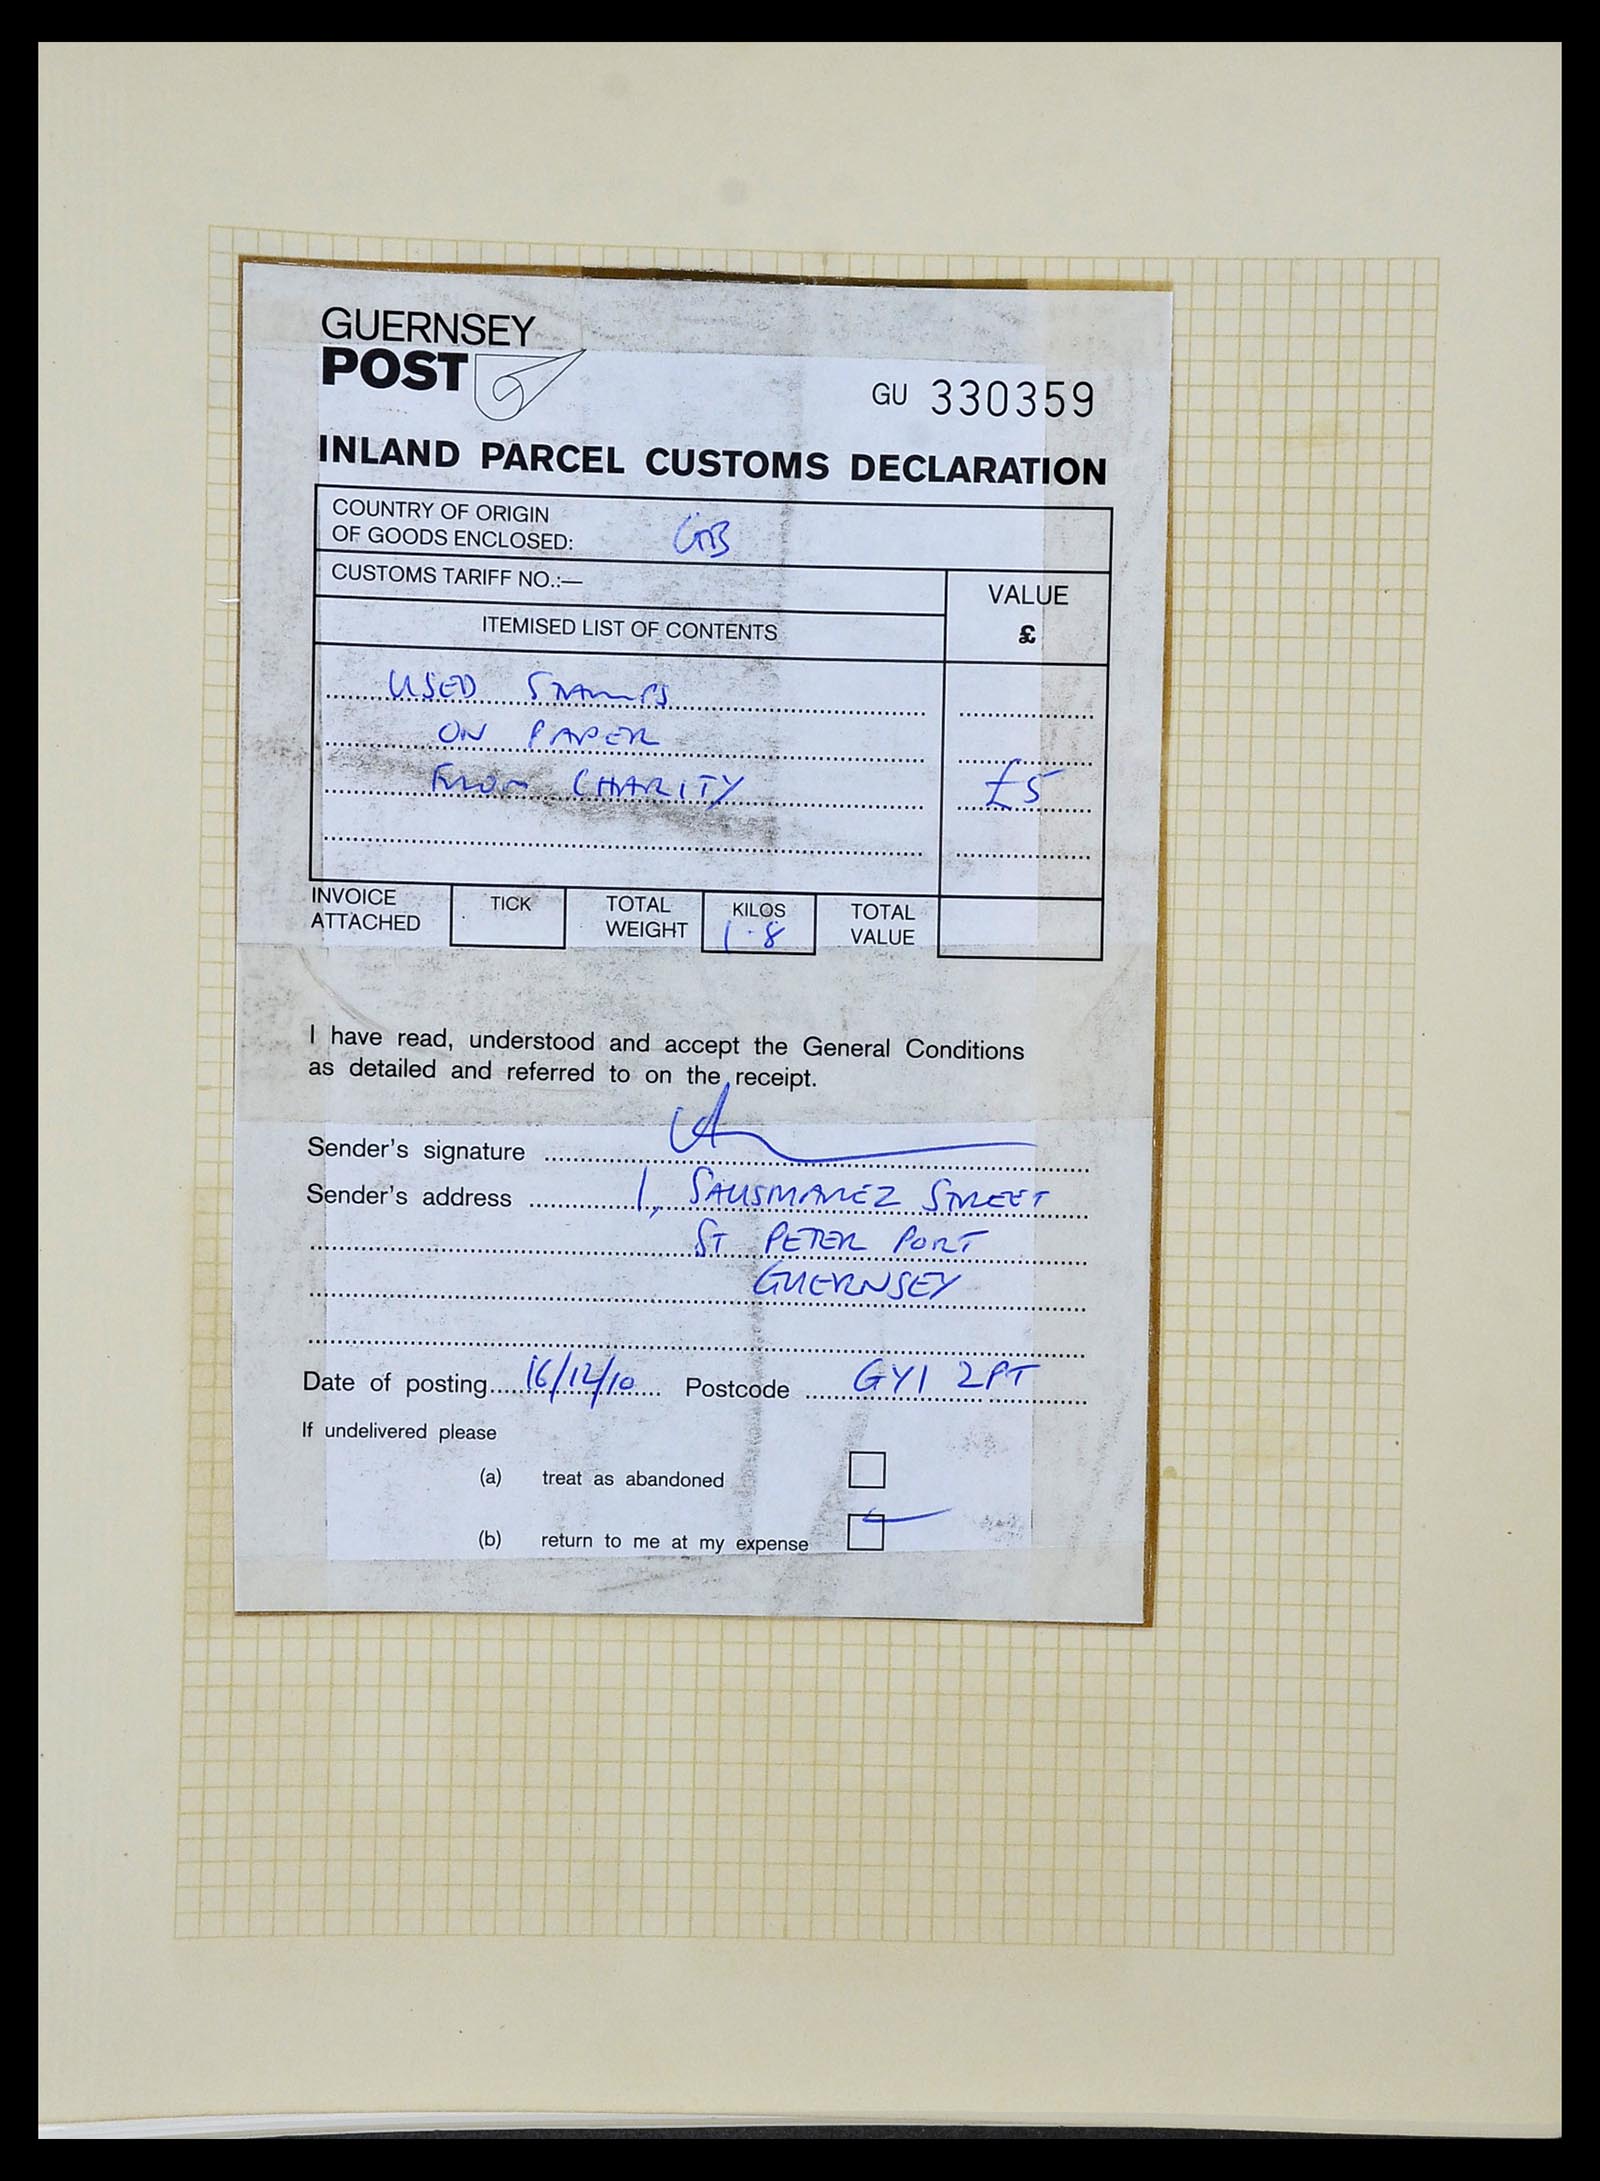 GUERNSEY
POST
GU 330359
INLAND PARCEL CUSTOMS DECLARATION
COUNTRY OF ORIGIN
OF GOODS ENCLOSED: GB
CUSTOMS TARIFF NO.:—
VALUE
£
ITEMISED LIST OF CONTENTS
USED STAMPS
ON PAPER
FROM CHARITY £5
INVOICE
ATTACHED
TICK
TOTAL
WEIGHT
KILOS
1.8
TOTAL
VALUE
I have read, understood and accept the General Conditions
as detailed and referred to on the receipt.
Sender's signature
Sender's address 1, SAUSMAREZ STREET
ST PETER PORT
GUERNSEY
Date of posting 16/12/10 Postcode GY1 2PT
If undelivered please
(a) treat as abandoned
(b) return to me at my expense